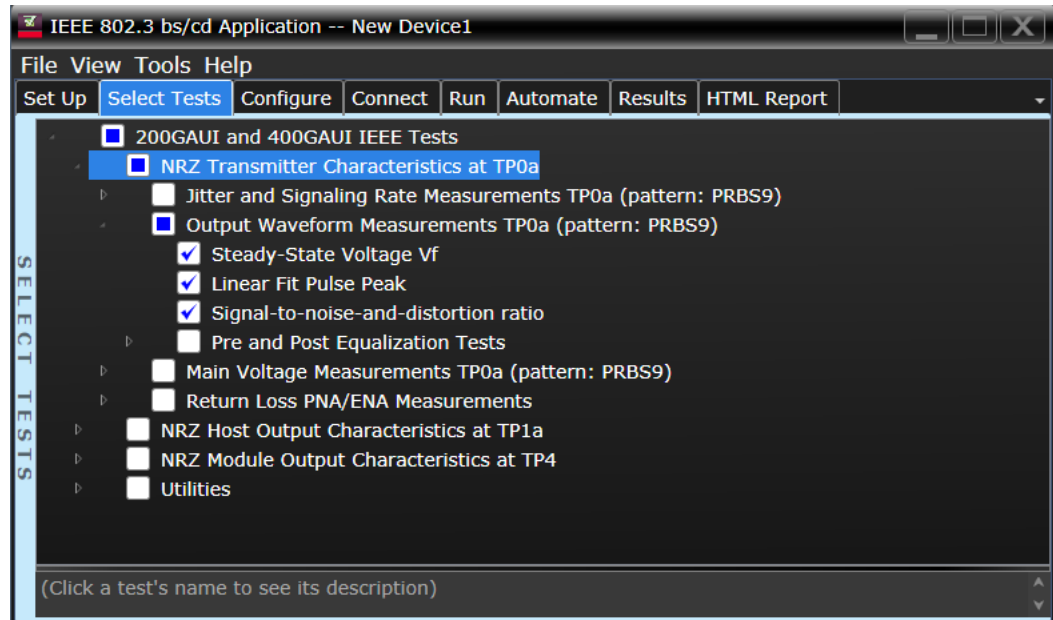 IEEE 802.3 bs/cd Application -- New Device1
File View Tools Help
Set Up Select Tests Configure Connect Run Automate Results HTML Report
SELECT TESTS
200GAUI and 400GAUI IEEE Tests
NRZ Transmitter Characteristics at TP0a
Jitter and Signaling Rate Measurements TP0a (pattern: PRBS9)
Output Waveform Measurements TP0a (pattern: PRBS9)
Steady-State Voltage Vf
Linear Fit Pulse Peak
Signal-to-noise-and-distortion ratio
Pre and Post Equalization Tests
Main Voltage Measurements TP0a (pattern: PRBS9)
Return Loss PNA/ENA Measurements
NRZ Host Output Characteristics at TP1a
NRZ Module Output Characteristics at TP4
Utilities
(Click a test's name to see its description)